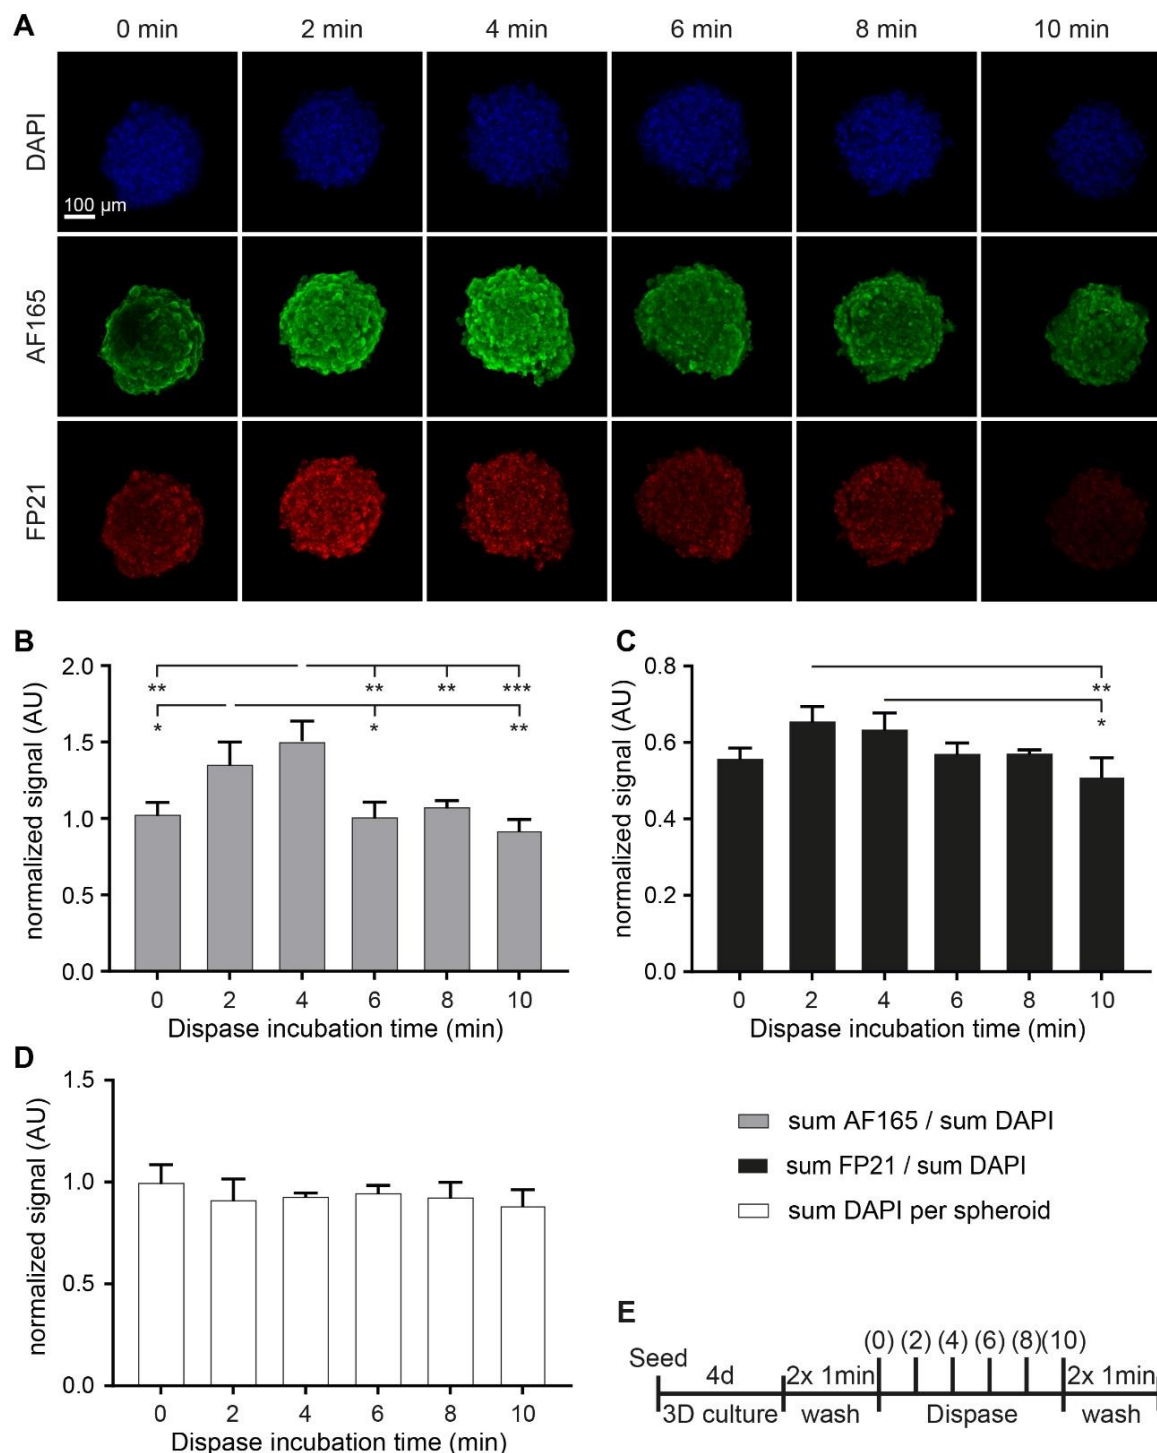 A
0 min 2 min 4 min 6 min 8 min 10 min
DAPI
100 µm
AF165
FP21
B
normalized signal (AU)
2.0
1.5
1.0
0.5
0.0
** ** ** ***
* * **
0 2 4 6 8 10
Dispase incubation time (min)
C
normalized signal (AU)
0.8
0.6
0.4
0.2
0.0
**
*
0 2 4 6 8 10
Dispase incubation time (min)
D
normalized signal (AU)
1.5
1.0
0.5
0.0
0 2 4 6 8 10
Dispase incubation time (min)
sum AF165 / sum DAPI
sum FP21 / sum DAPI
sum DAPI per spheroid
E
(0) (2) (4) (6) (8) (10)
Seed 4d 2x 1min 2x 1min
3D culture wash Dispase wash